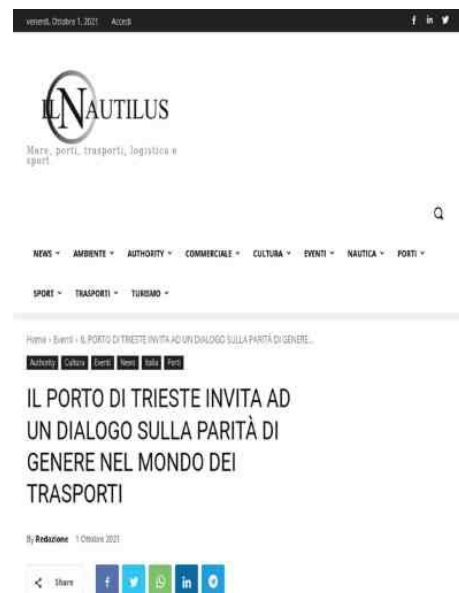 venerdì, Ottobre 1, 2021 Accedi
IL NAUTILUS
Mare, porti, trasporti, logistica e
sport
NEWS AMBIENTE AUTHORITY COMMERCIALE CULTURA EVENTI NAUTICA PORTI
SPORT TRASPORTI TURISMO
Home › Eventi › IL PORTO DI TRIESTE INVITA AD UN DIALOGO SULLA PARITÀ DI GENERE...
Authority Cultura Eventi News Italia Porti
IL PORTO DI TRIESTE INVITA AD
UN DIALOGO SULLA PARITÀ DI
GENERE NEL MONDO DEI
TRASPORTI
By Redazione 1 Ottobre 2021
Share